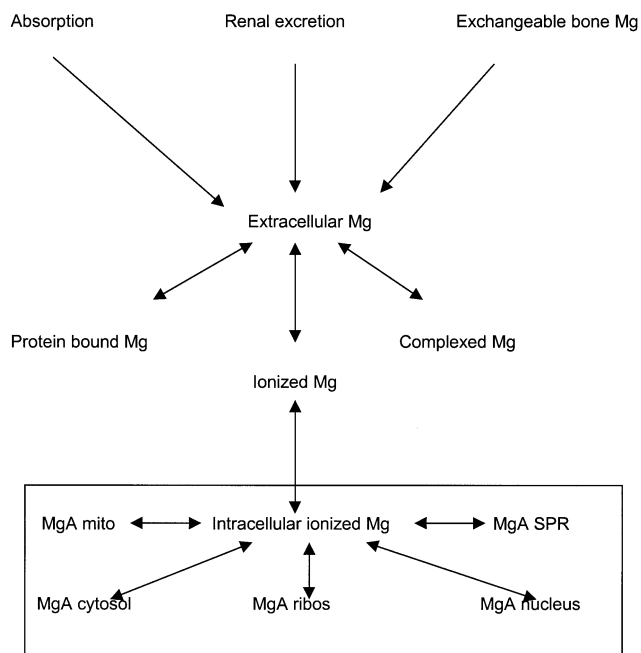 Absorption Renal excretion Exchangeable bone Mg
Extracellular Mg
Protein bound Mg Complexed Mg
Ionized Mg
MgA mito Intracellular ionized Mg MgA SPR
MgA cytosol MgA ribos MgA nucleus